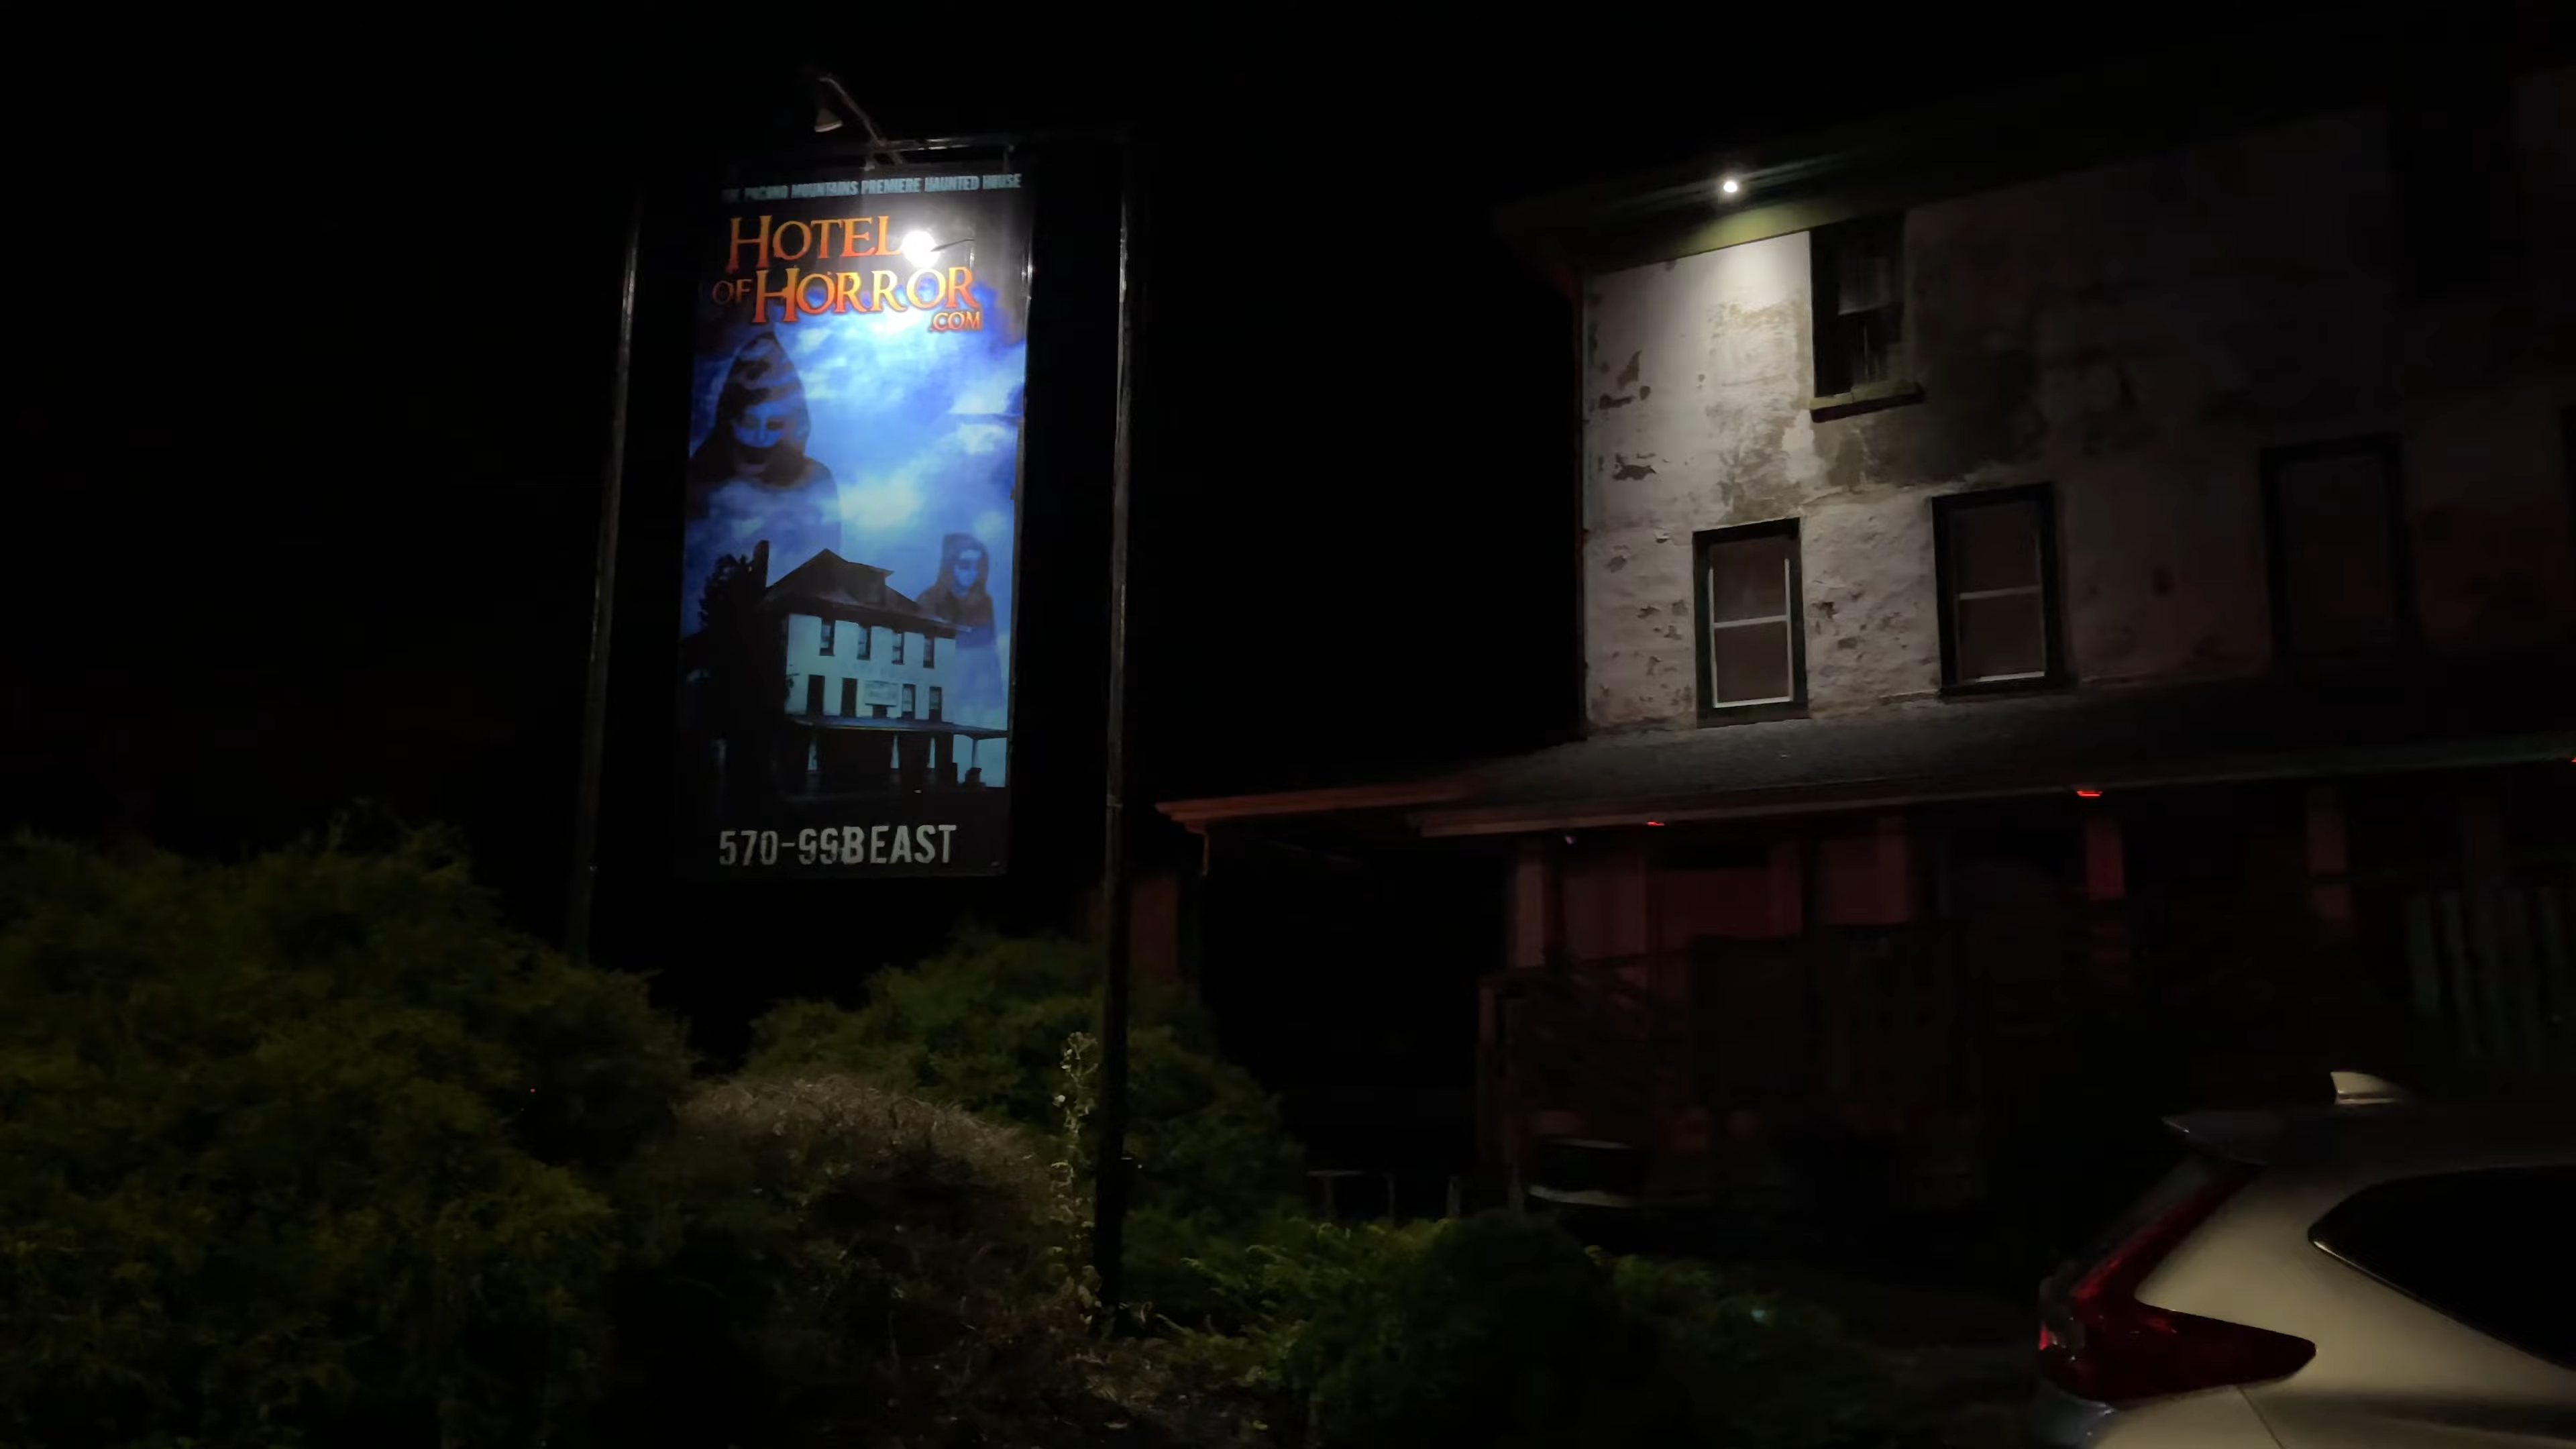 THE POCONO MOUNTAINS PREMIERE HAUNTED HOUSE
HOTEL
OF HORROR
.COM
570-99BEAST